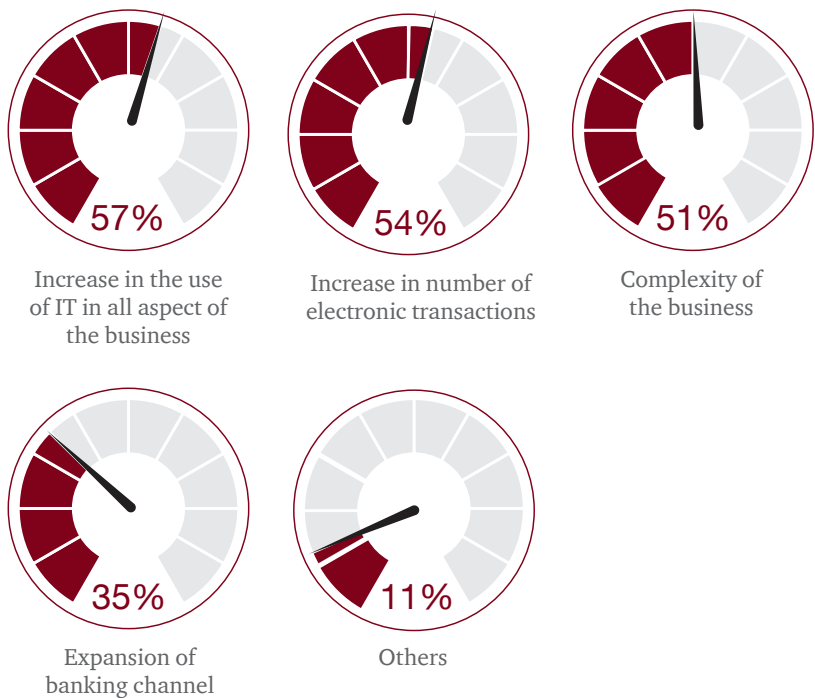 57%
Increase in the use
of IT in all aspect of
the business
54%
Increase in number of
electronic transactions
51%
Complexity of
the business
35%
Expansion of
banking channel
11%
Others